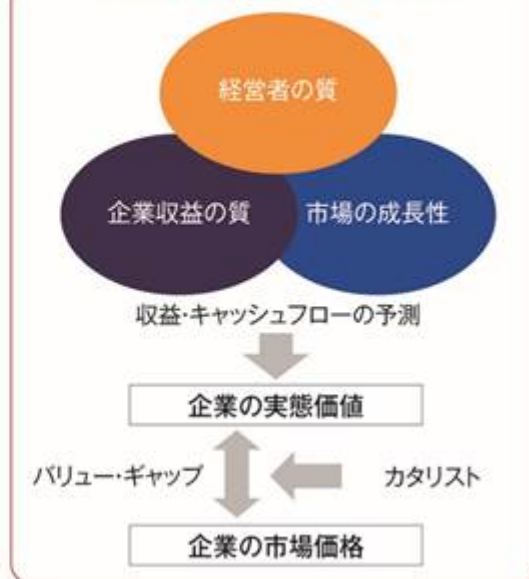 経営者の質
企業収益の質
市場の成長性
収益・キャッシュフローの予測
企業の実態価値
バリュー・ギャップ
カタリスト
企業の市場価格